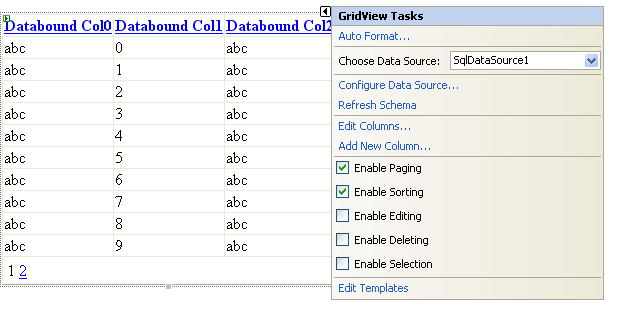 Databound Col0 Databound Col1 Databound Col2
abc 0 abc
abc 1 abc
abc 2 abc
abc 3 abc
abc 4 abc
abc 5 abc
abc 6 abc
abc 7 abc
abc 8 abc
abc 9 abc
1 2
GridView Tasks
Auto Format...
Choose Data Source: SqlDataSource1
Configure Data Source...
Refresh Schema
Edit Columns...
Add New Column...
Enable Paging
Enable Sorting
Enable Editing
Enable Deleting
Enable Selection
Edit Templates